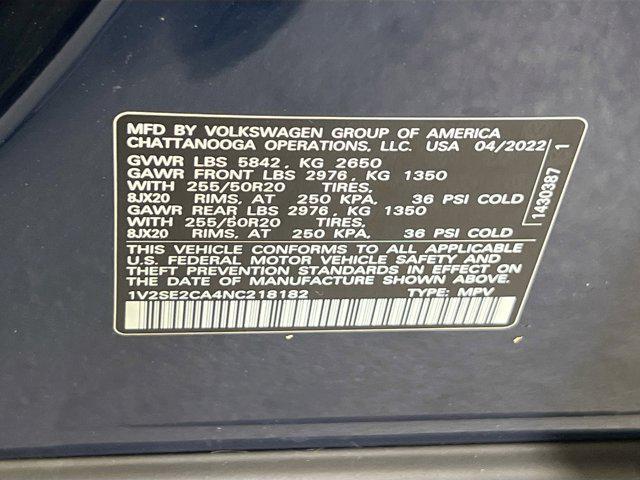 MFD BY VOLKSWAGEN GROUP OF AMERICA
CHATTANOOGA OPERATIONS, LLC. USA 04/2022
GVWR LBS 5842, KG 2650
GAWR FRONT LBS 2976, KG 1350
WITH 255/50R20 TIRES,
8JX20 RIMS, AT 250 KPA, 36 PSI COLD
GAWR REAR LBS 2976, KG 1350
WITH 255/50R20 TIRES,
8JX20 RIMS, AT 250 KPA, 36 PSI COLD
THIS VEHICLE CONFORMS TO ALL APPLICABLE
U.S. FEDERAL MOTOR VEHICLE SAFETY AND
THEFT PREVENTION STANDARDS IN EFFECT ON
THE DATE OF MANUFACTURE SHOWN ABOVE.
1V2SE2CA4NC218182 TYPE: MPV
1430387 1